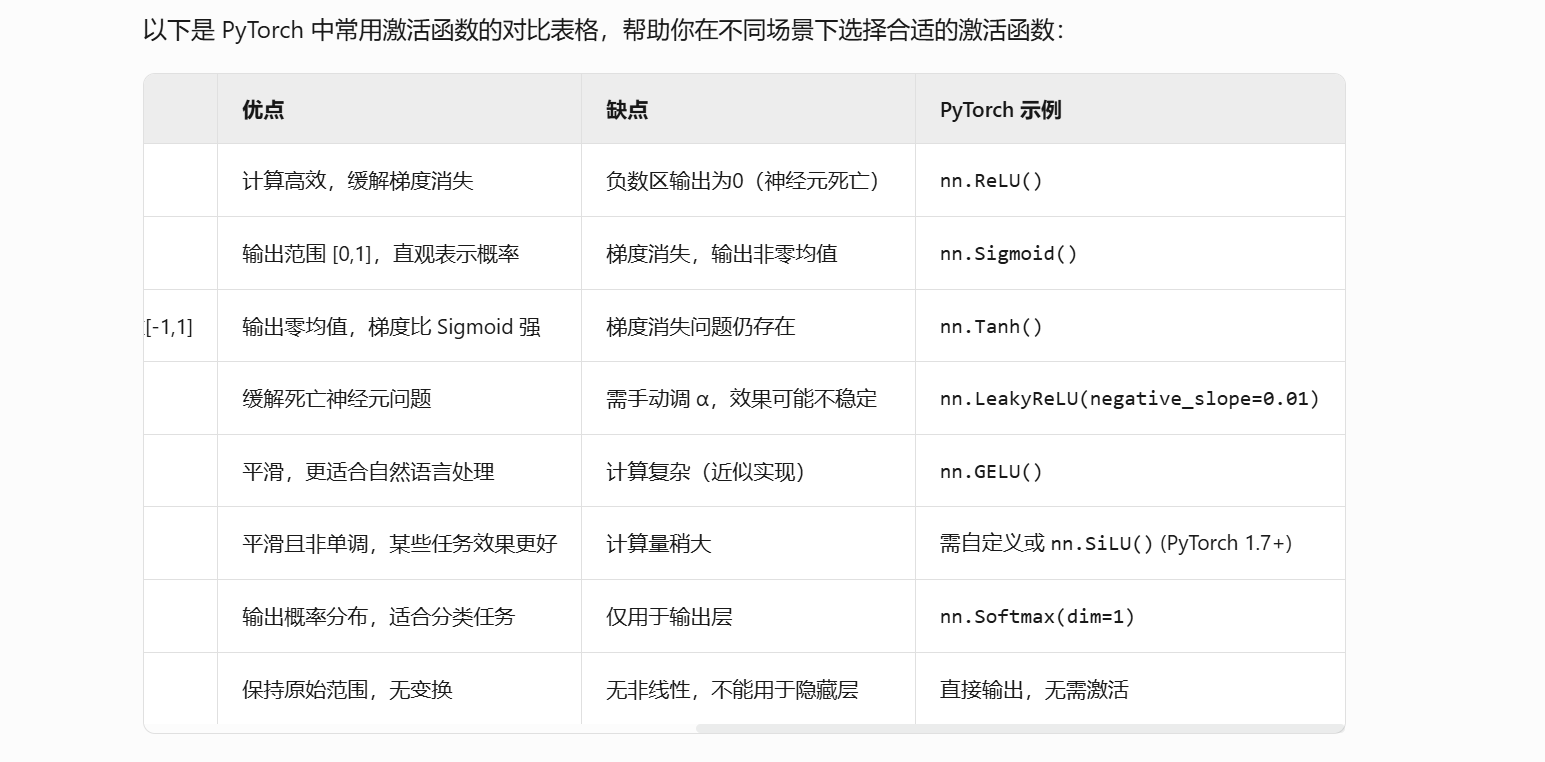 以下是 PyTorch 中常用激活函数的对比表格，帮助你在不同场景下选择合适的激活函数：
优点 缺点 PyTorch 示例
计算高效，缓解梯度消失 负数区输出为0（神经元死亡） nn.ReLU()
输出范围 [0,1]，直观表示概率 梯度消失，输出非零均值 nn.Sigmoid()
[-1,1] 输出零均值，梯度比 Sigmoid 强 梯度消失问题仍存在 nn.Tanh()
缓解死亡神经元问题 需手动调 α，效果可能不稳定 nn.LeakyReLU(negative_slope=0.01)
平滑，更适合自然语言处理 计算复杂（近似实现） nn.GELU()
平滑且非单调，某些任务效果更好 计算量稍大 需自定义或 nn.SiLU() (PyTorch 1.7+)
输出概率分布，适合分类任务 仅用于输出层 nn.Softmax(dim=1)
保持原始范围，无变换 无非线性，不能用于隐藏层 直接输出，无需激活